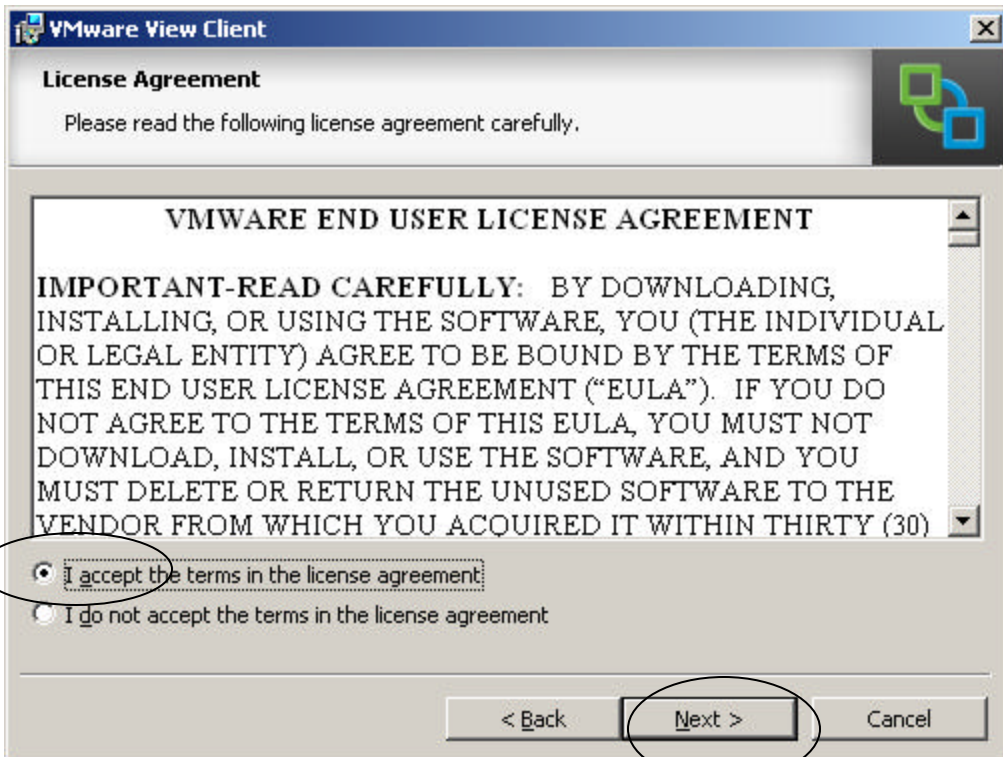 VMware View Client
License Agreement
Please read the following license agreement carefully.
VMWARE END USER LICENSE AGREEMENT
IMPORTANT-READ CAREFULLY:   BY DOWNLOADING,
INSTALLING, OR USING THE SOFTWARE, YOU (THE INDIVIDUAL
OR LEGAL ENTITY) AGREE TO BE BOUND BY THE TERMS OF
THIS END USER LICENSE AGREEMENT (“EULA”).  IF YOU DO
NOT AGREE TO THE TERMS OF THIS EULA, YOU MUST NOT
DOWNLOAD, INSTALL, OR USE THE SOFTWARE, AND YOU
MUST DELETE OR RETURN THE UNUSED SOFTWARE TO THE
VENDOR FROM WHICH YOU ACQUIRED IT WITHIN THIRTY (30)
I accept the terms in the license agreement
I do not accept the terms in the license agreement
< Back Next > Cancel